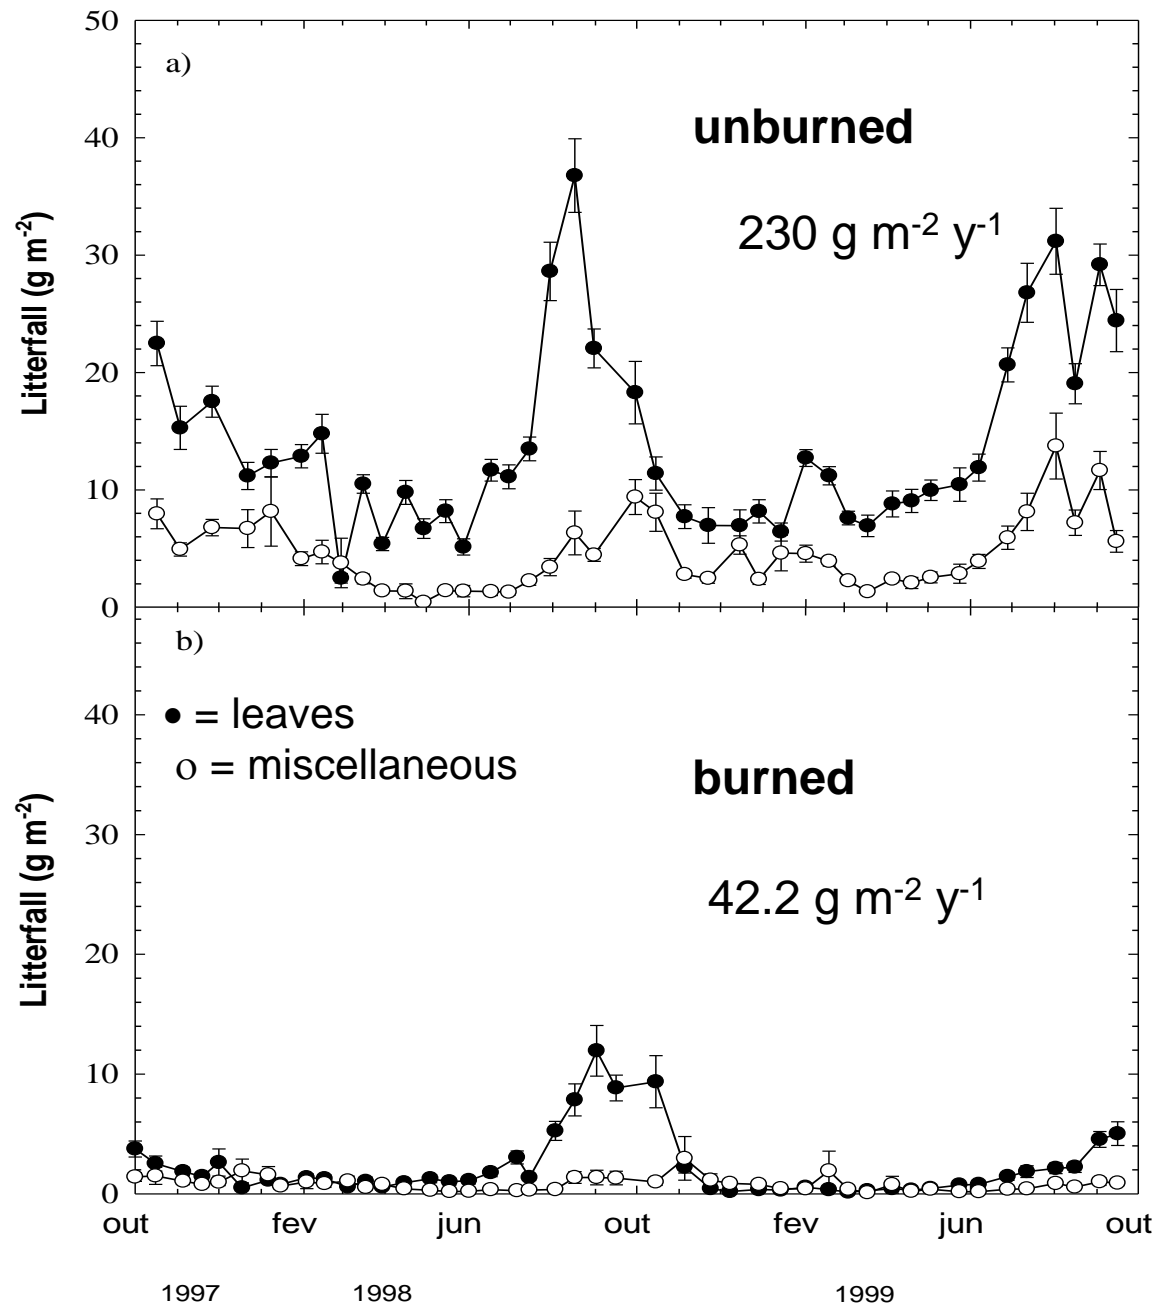 50
a)
unburned
40
230 g m-2 y-1
30
Litterfall (g m-2)
20
10
0
b)
40
● = leaves
o = miscellaneous
burned
30
Litterfall (g m-2)
42.2 g m-2 y-1
20
10
0
out fev jun out fev jun out
1997 1998 1999